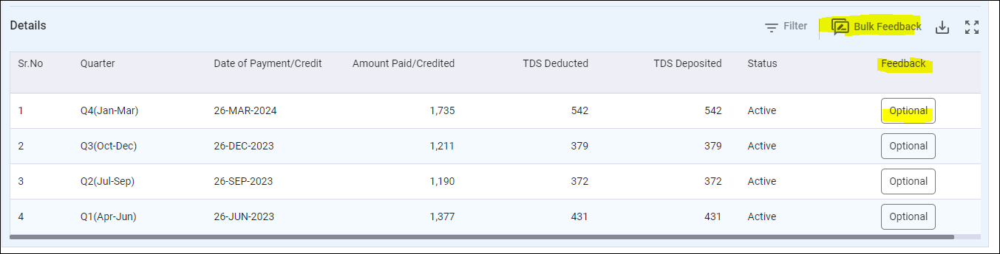 Details Filter Bulk Feedback
Sr.No Quarter Date of Payment/Credit Amount Paid/Credited TDS Deducted TDS Deposited Status Feedback
1 Q4(Jan-Mar) 26-MAR-2024 1,735 542 542 Active Optional
2 Q3(Oct-Dec) 26-DEC-2023 1,211 379 379 Active Optional
3 Q2(Jul-Sep) 26-SEP-2023 1,190 372 372 Active Optional
4 Q1(Apr-Jun) 26-JUN-2023 1,377 431 431 Active Optional